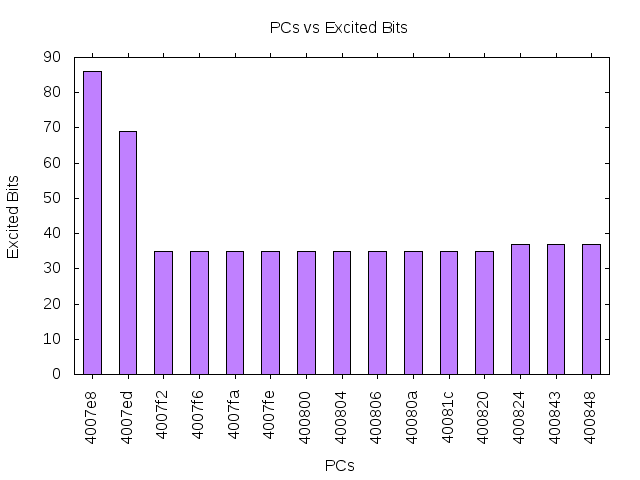 PCs vs Excited Bits
90
80
70
60
50
40
30
20
10
0
Excited Bits
4007e8
4007ed
4007f2
4007f6
4007fa
4007fe
400800
400804
400806
40080a
40081c
400820
400824
400843
400848
PCs